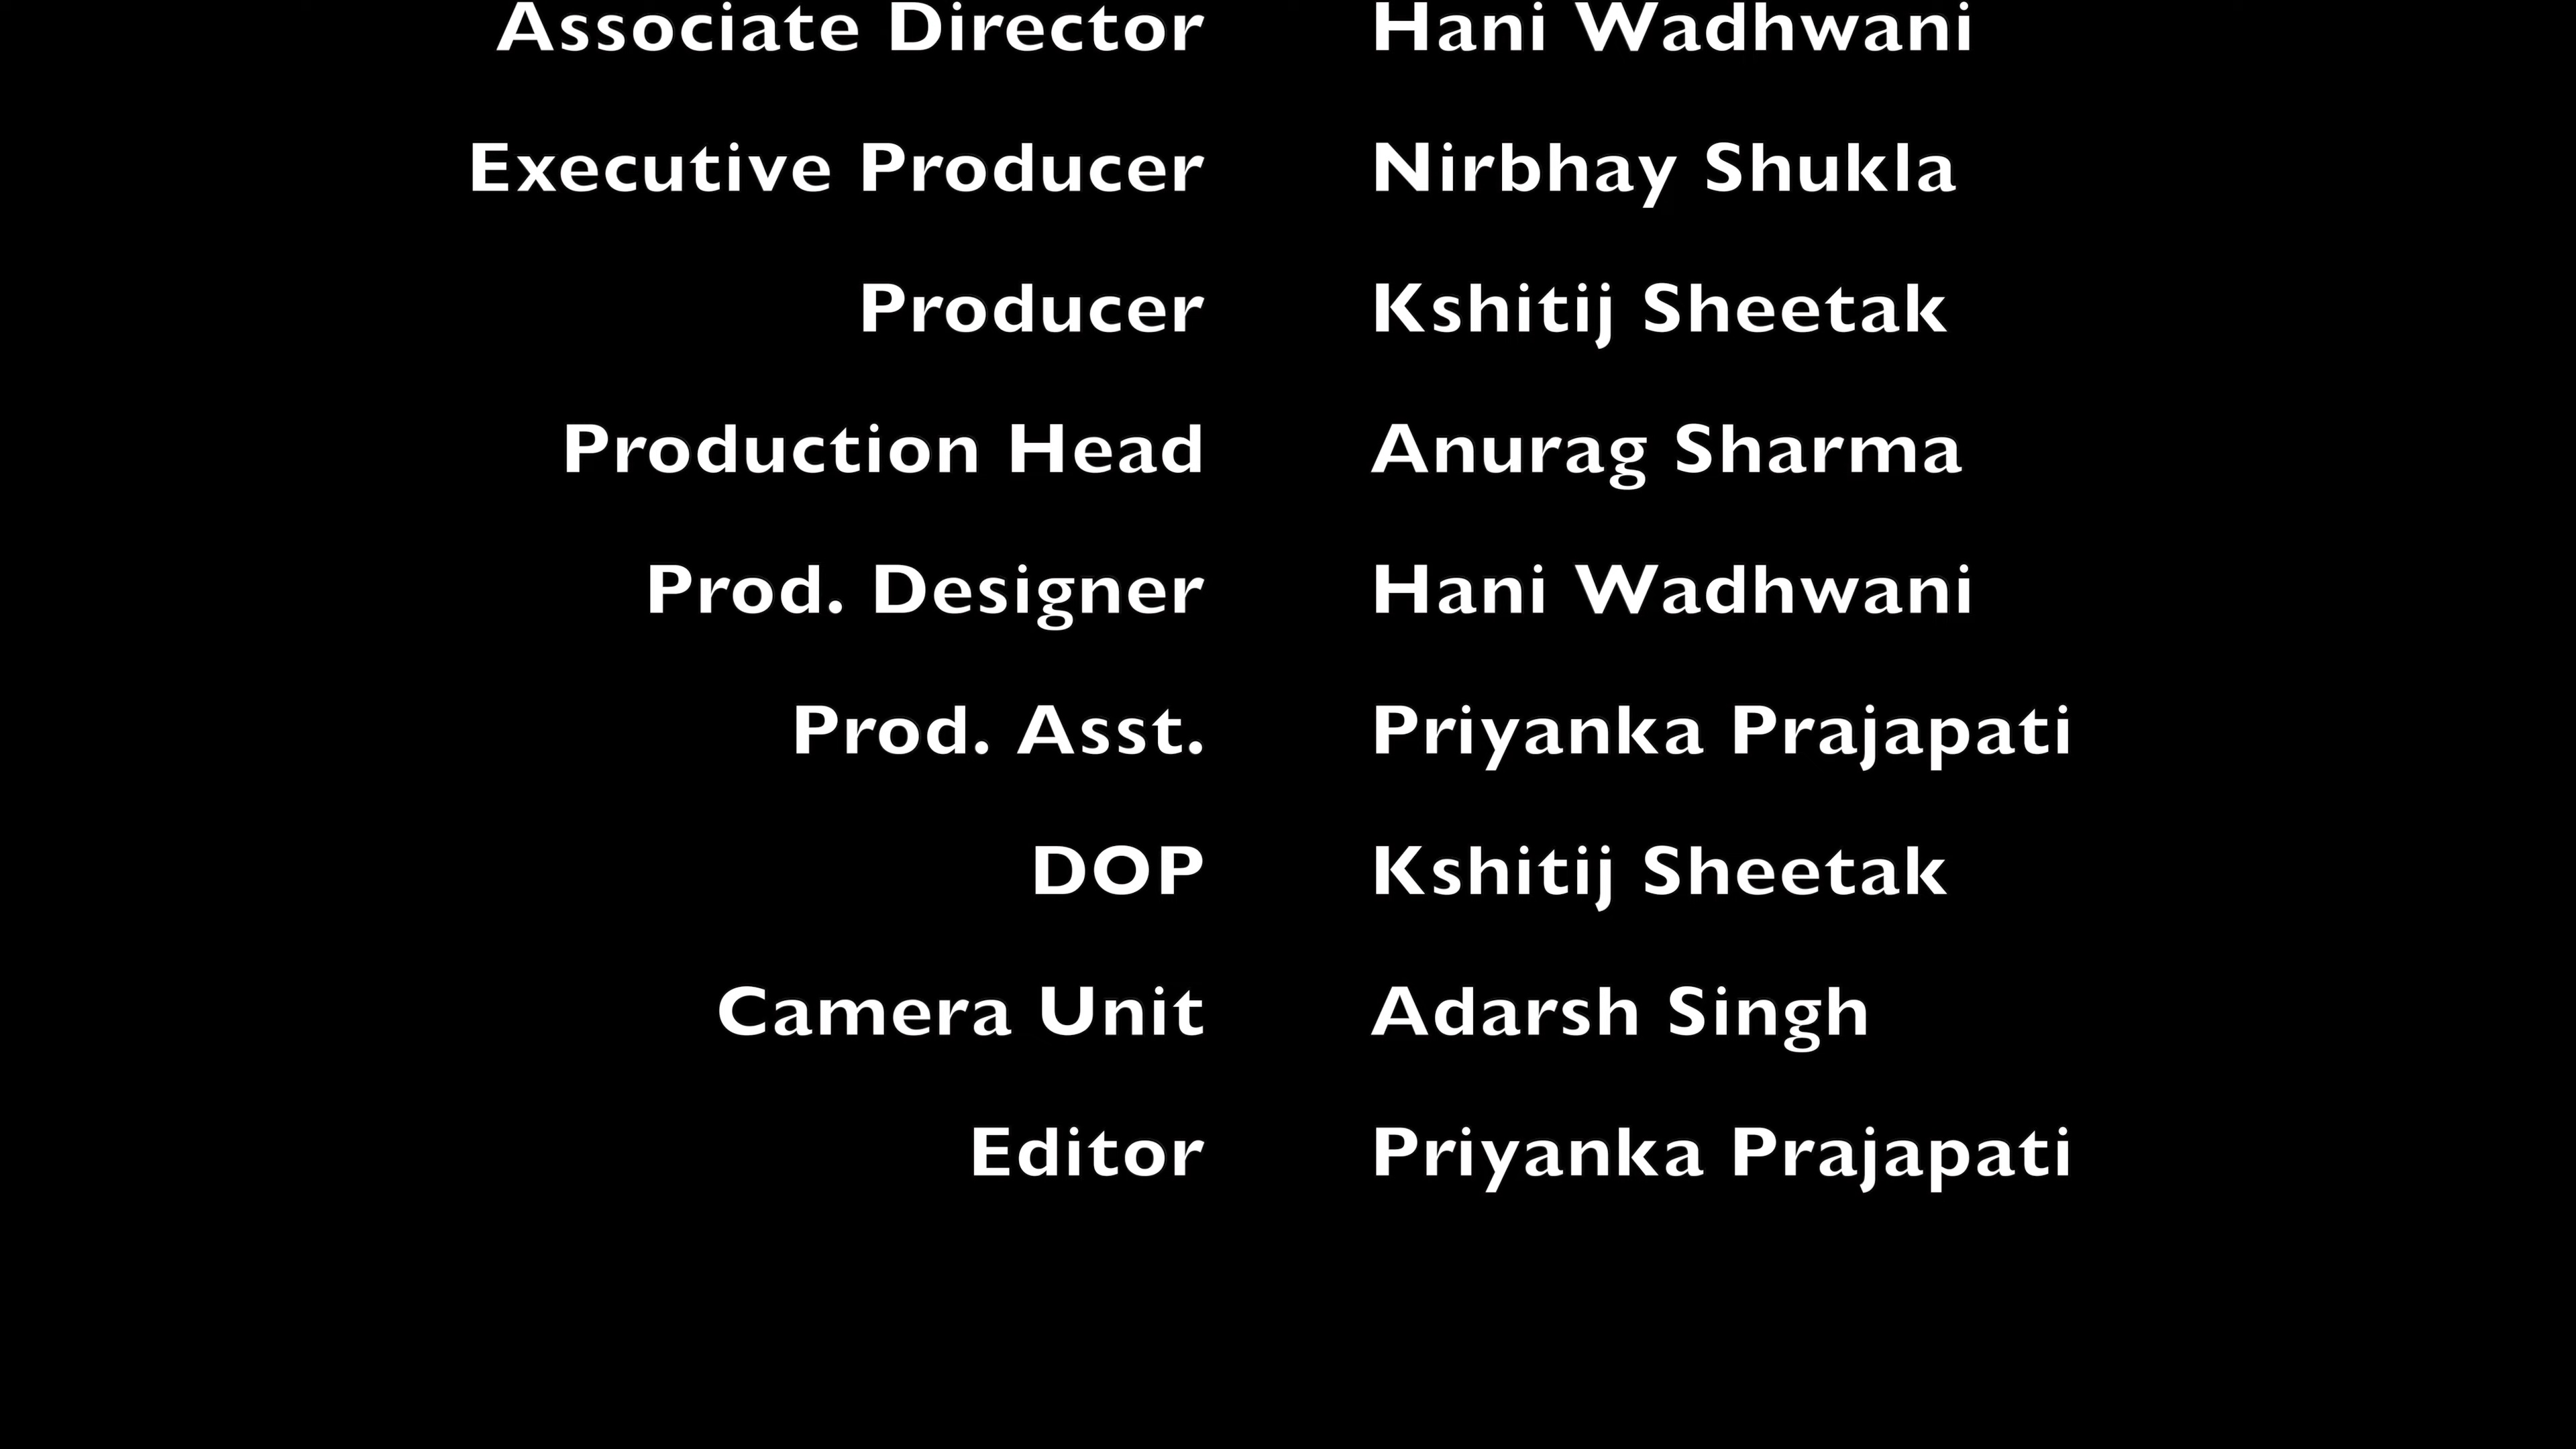 Associate Director Hani Wadhwani
Executive Producer Nirbhay Shukla
Producer Kshitij Sheetak
Production Head Anurag Sharma
Prod. Designer Hani Wadhwani
Prod. Asst. Priyanka Prajapati
DOP Kshitij Sheetak
Camera Unit Adarsh Singh
Editor Priyanka Prajapati